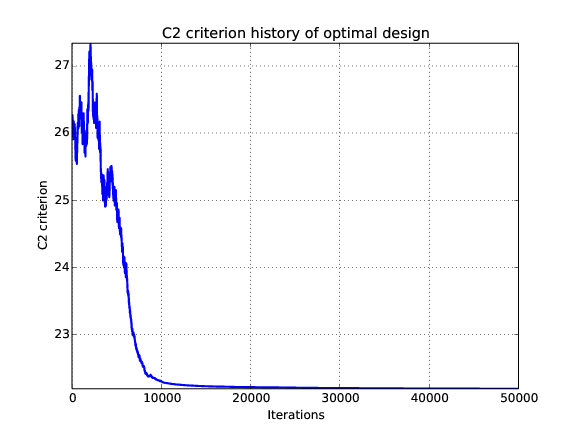 C2 criterion history of optimal design
27
26
25
24
23
C2 criterion
0 10000 20000 30000 40000 50000
Iterations